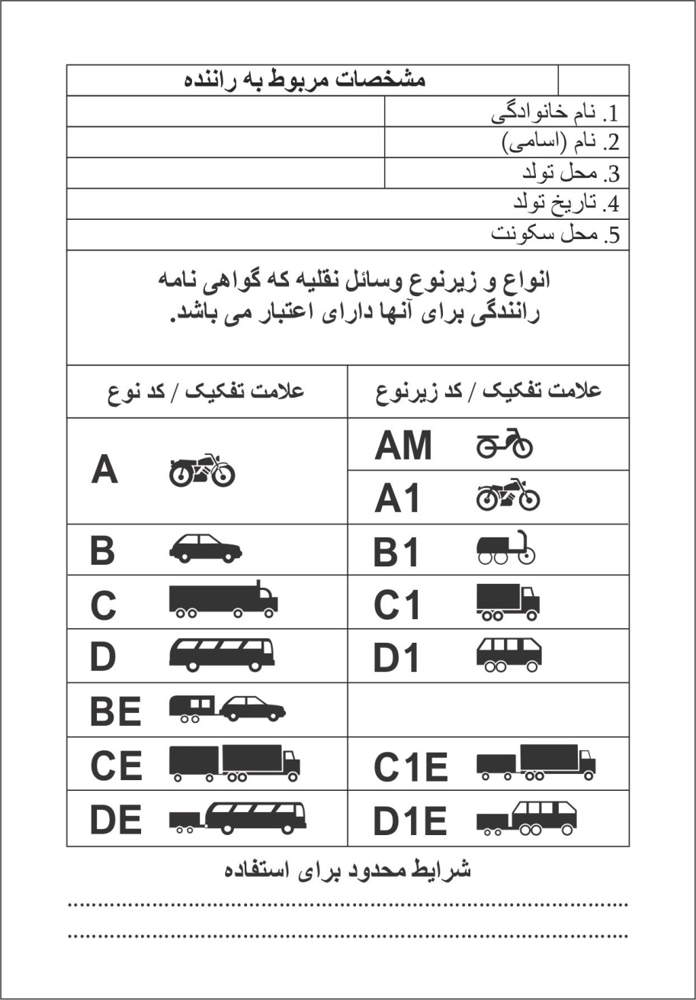 مشخصات مربوط به راننده
1. نام خانوادگی
2. نام (اسامی)
3. محل تولد
4. تاریخ تولد
5. محل سکونت
انواع و زیرنوع وسائل نقلیه که گواهی نامه
رانندگی برای آنها دارای اعتبار می باشد.
علامت تفکیک / کد زیرنوع
علامت تفکیک / کد نوع
AM
A
A1
B1
B
C1
C
D1
D
BE
C1E
CE
D1E
DE
شرایط محدود برای استفاده